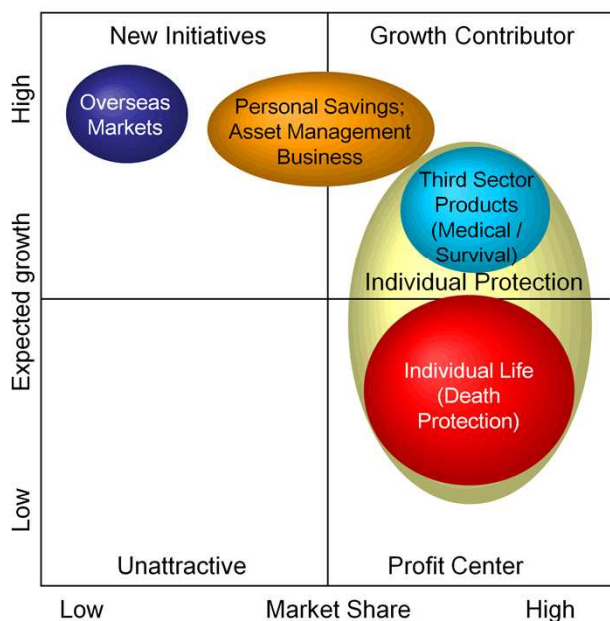 New Initiatives
Growth Contributor
High
Overseas
Markets
Personal Savings;
Asset Management
Business
Third Sector
Products
(Medical /
Survival)
Individual Protection
Expected growth
Individual Life
(Death
Protection)
Low
Unattractive
Profit Center
Low
Market Share
High